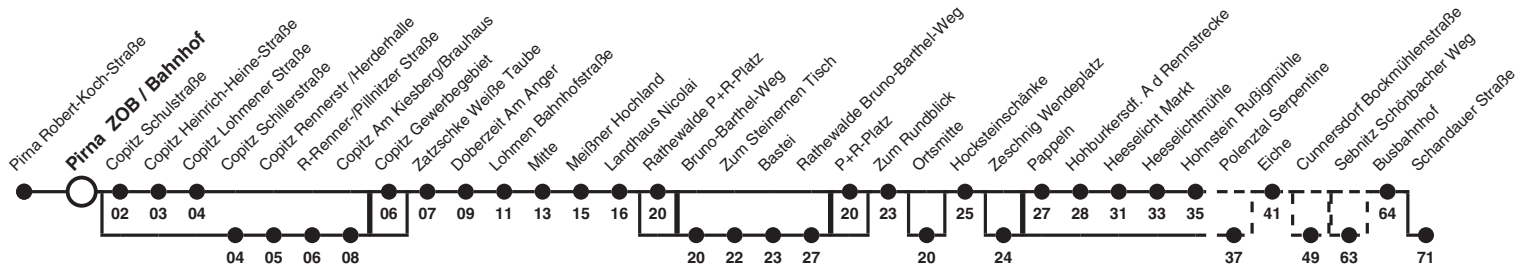 Pirna Robert-Koch-Straße
Pirna ZOB / Bahnhof
Copitz Schulstraße
Copitz Heinrich-Heine-Straße
Copitz Lohmener Straße
Copitz Schillerstraße
Copitz Rennerstr /Herderhalle
R-Renner-/Pillnitzer Straße
Copitz Am Kiesberg/Brauhaus
Copitz Gewerbegebiet
Zatzschke Weiße Taube
Doberzeit Am Anger
Lohmen Bahnhofstraße
Mitte
Meißner Hochland
Landhaus Nicolai
Rathewalde P+R-Platz
Bruno-Barthel-Weg
Zum Steinernen Tisch
Bastei
Rathewalde Bruno-Barthel-Weg
P+R-Platz
Zum Rundblick
Ortsmitte
Hocksteinschänke
Zeschnig Wendeplatz
Pappeln
Hohburkersdf. A d Rennstrecke
Heeselicht Markt
Heeselichtmühle
Hohnstein Rußigmühle
Polenztal Serpentine
Eiche
Cunnersdorf Bockmühlenstraße
Sebnitz Schönbacher Weg
Busbahnhof
Schandauer Straße
02 03 04 06 07 09 11 13 15 16 20 20 23 25 27 28 31 33 35 41 64
04 05 06 08 20 22 23 27 20 24 37 49 63 71